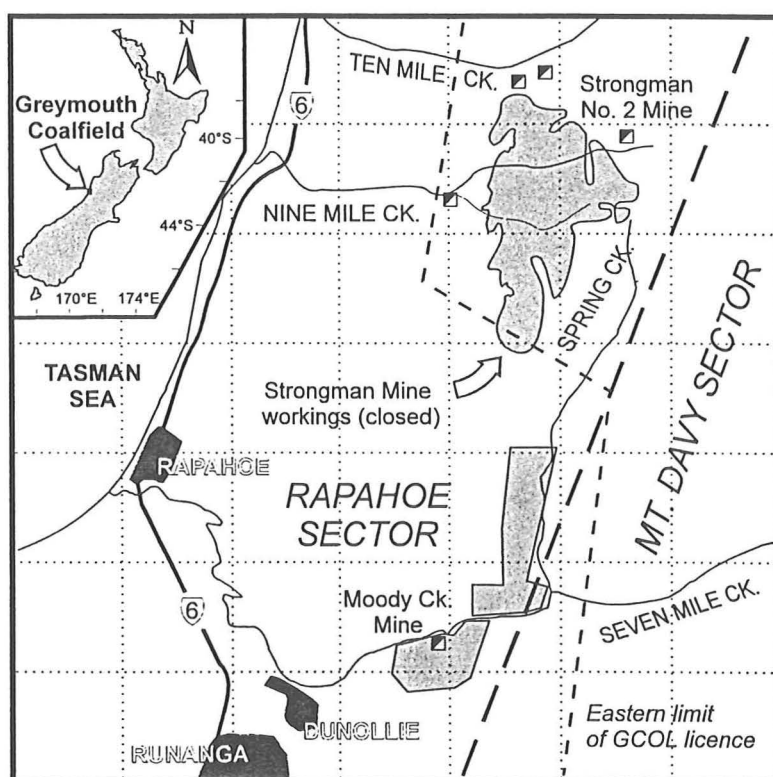 N
Greymouth
Coalfield
40°S
44°S
170°E 174°E
6
TEN MILE CK.
Strongman
No. 2 Mine
NINE MILE CK.
SPRING CK.
TASMAN
SEA
Strongman Mine
workings (closed)
MT. DAVY SECTOR
RAPAHOE
RAPAHOE
SECTOR
6
Moody Ck.
Mine
SEVEN MILE CK.
DUNOLLIE
RUNANGA
Eastern limit
of GCOL licence